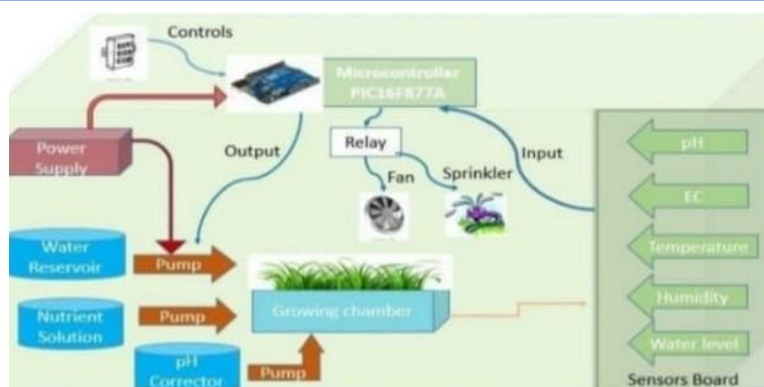 Controls
Microcontroller
PIC16F877A
Power
Supply
Output
Relay
Input
Fan
Sprinkler
pH
EC
Temperature
Humidity
Water level
Sensors Board
Water
Reservoir
Pump
Nutrient
Solution
Pump
Growing chamber
pH
Corrector
Pump